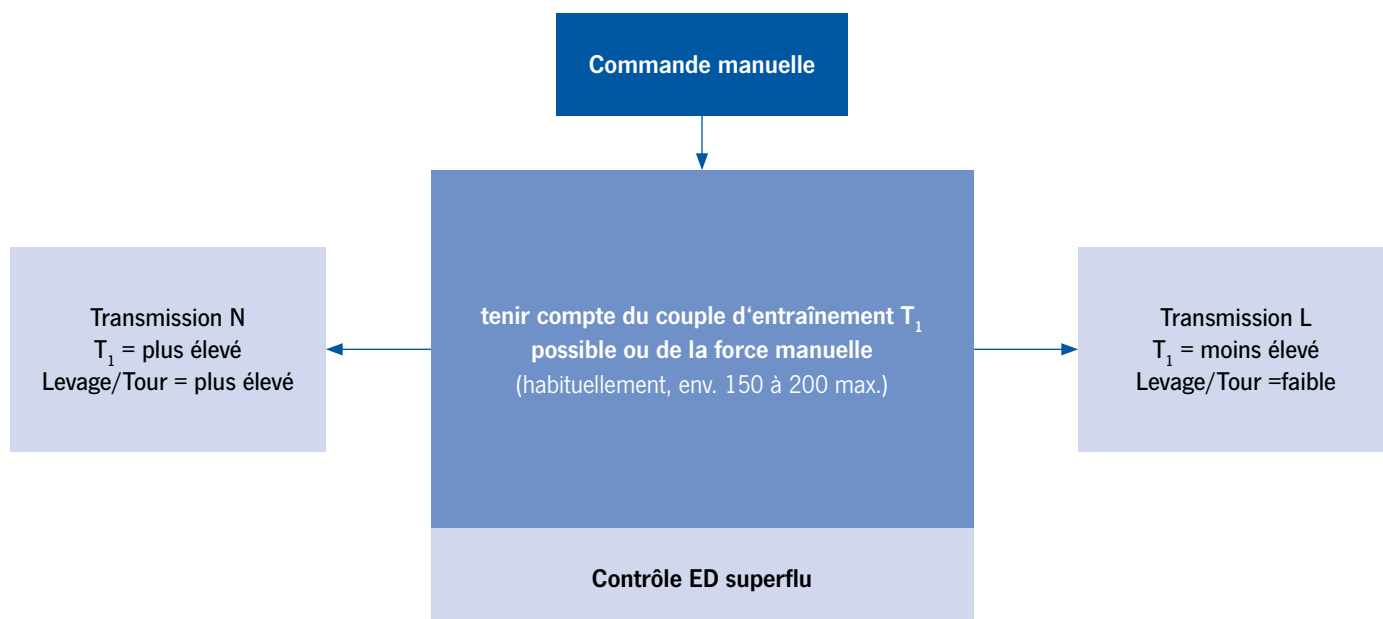 Commande manuelle
tenir compte du couple d‘entraînement T₁
possible ou de la force manuelle
(habituellement, env. 150 à 200 max.)
Transmission N
T₁ = plus élevé
Levage/Tour = plus élevé
Transmission L
T₁ = moins élevé
Levage/Tour =faible
Contrôle ED superflu